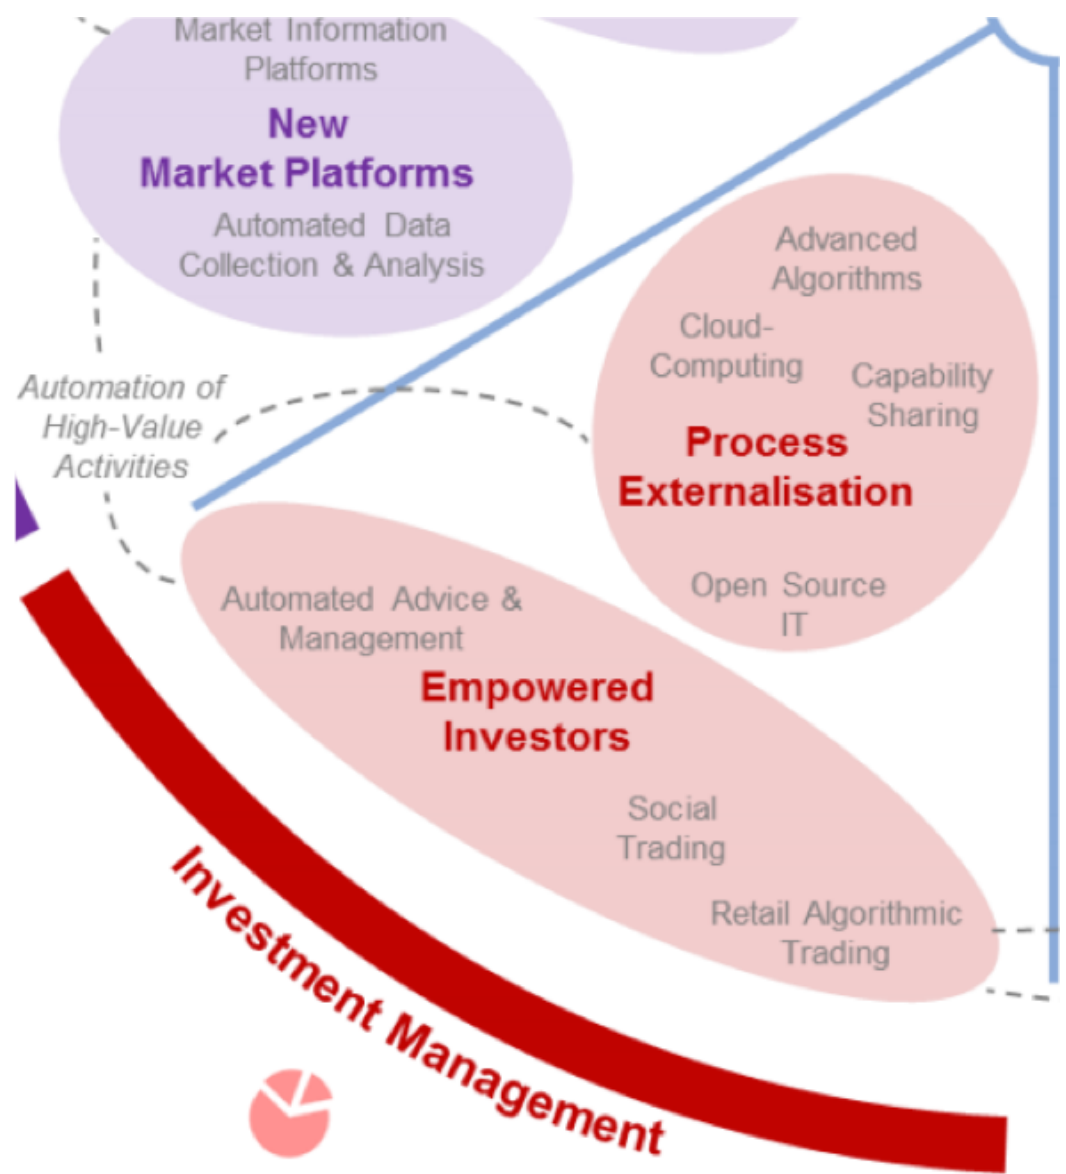 Market Information
Platforms
New
Market Platforms
Automated Data
Collection & Analysis
Advanced
Algorithms
Cloud-
Computing
Capability
Sharing
Process
Externalisation
Open Source
IT
Automation of
High-Value
Activities
Automated Advice &
Management
Empowered
Investors
Social
Trading
Retail Algorithmic
Trading
Investment Management